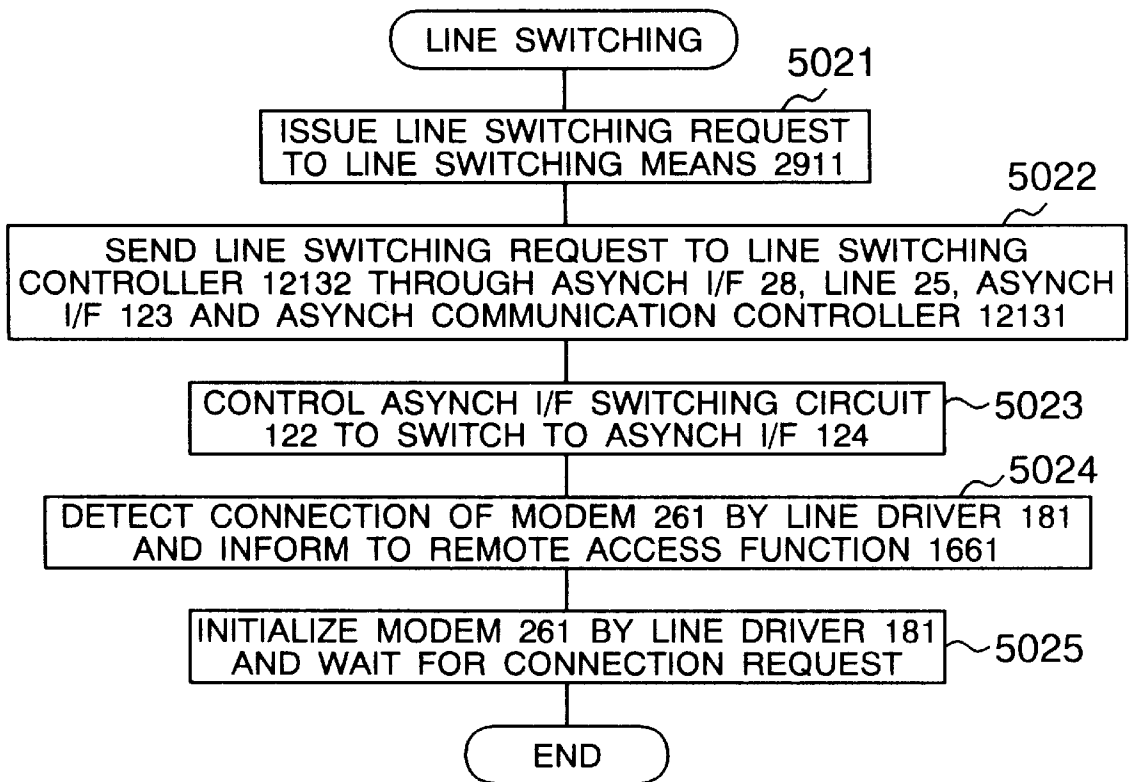 LINE SWITCHING
5021
ISSUE LINE SWITCHING REQUEST
TO LINE SWITCHING MEANS 2911
5022
SEND LINE SWITCHING REQUEST TO LINE SWITCHING
CONTROLLER 12132 THROUGH ASYNCH I/F 28, LINE 25, ASYNCH
I/F 123 AND ASYNCH COMMUNICATION CONTROLLER 12131
CONTROL ASYNCH I/F SWITCHING CIRCUIT
122 TO SWITCH TO ASYNCH I/F 124
5023
5024
DETECT CONNECTION OF MODEM 261 BY LINE DRIVER 181
AND INFORM TO REMOTE ACCESS FUNCTION 1661
INITIALIZE MODEM 261 BY LINE DRIVER 181
AND WAIT FOR CONNECTION REQUEST
5025
END